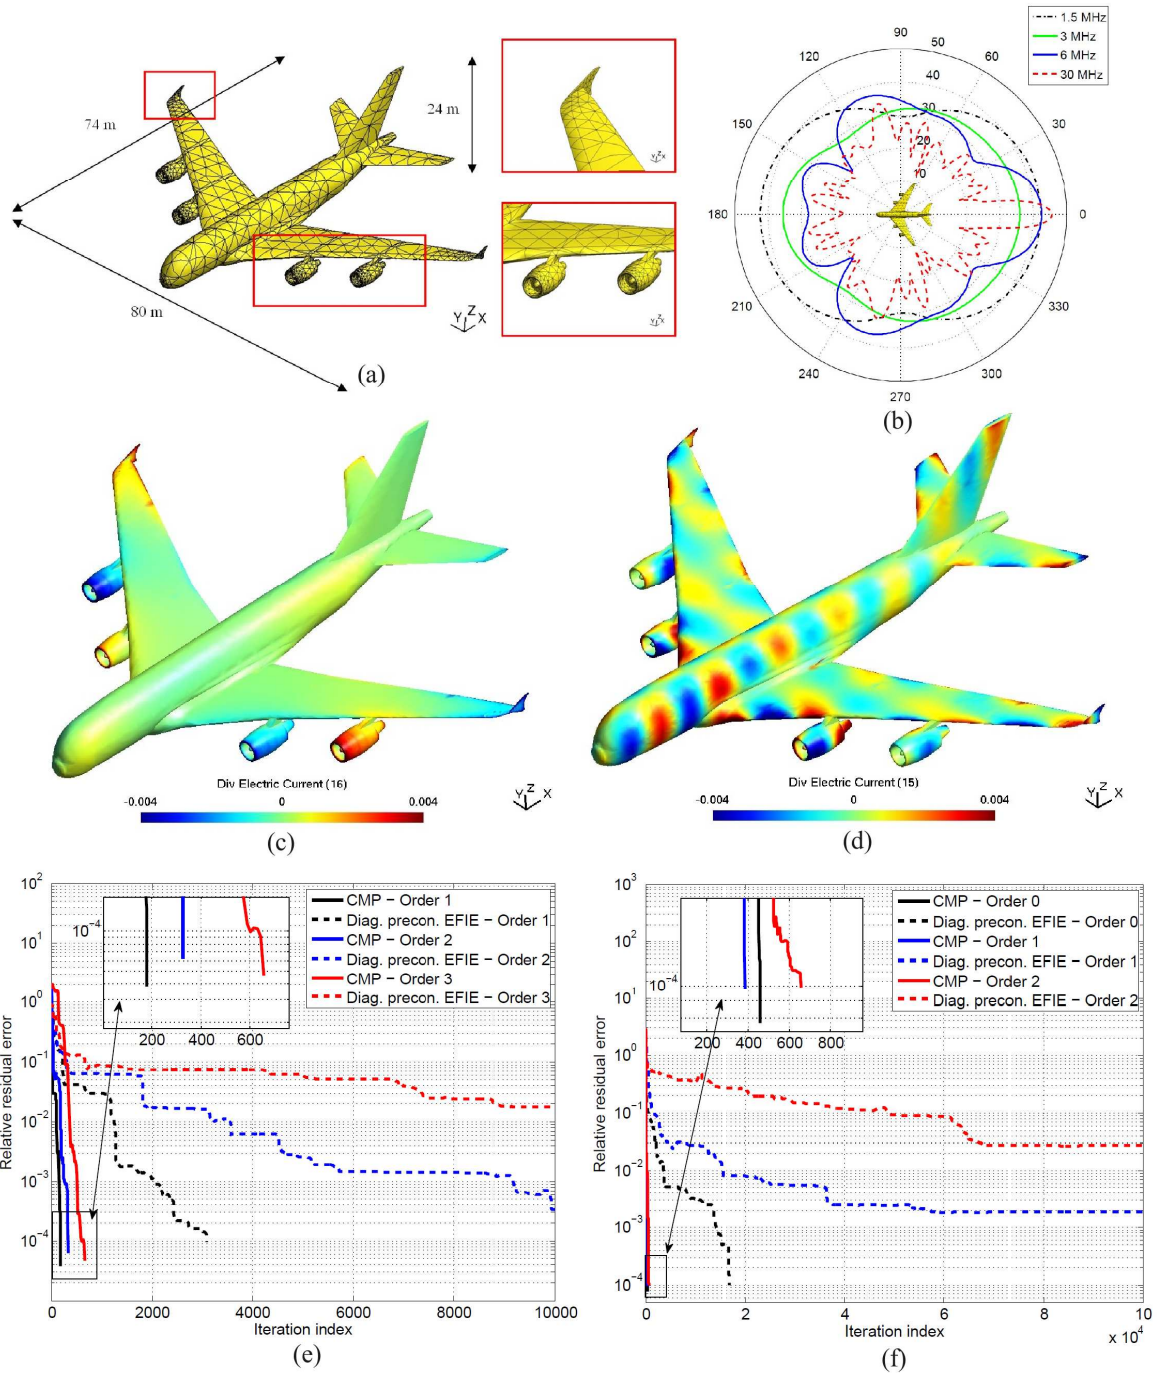 74 m
24 m
80 m
Y Z X
(a)
1.5 MHz
3 MHz
6 MHz
30 MHz
90
50
60
120
40
30
30
150
20
10
180
0
210
330
240
300
270
(b)
Div Electric Current (16)
-0.004 0 0.004
Y Z X
(c)
Div Electric Current (15)
-0.004 0 0.004
Y Z X
(d)
CMP – Order 1
Diag. precon. EFIE – Order 1
CMP – Order 2
Diag. precon. EFIE – Order 2
CMP – Order 3
Diag. precon. EFIE – Order 3
10^2
10^1
10^0
10^-1
10^-2
10^-3
10^-4
10^-4
200 400 600
Relative residual error
0 2000 4000 6000 8000 10000
Iteration index
(e)
CMP – Order 0
Diag. precon. EFIE – Order 0
CMP – Order 1
Diag. precon. EFIE – Order 1
CMP – Order 2
Diag. precon. EFIE – Order 2
10^3
10^2
10^1
10^0
10^-1
10^-2
10^-3
10^-4
10^-4
200 400 600 800
Relative residual error
0 2 4 6 8 10
Iteration index
x 10^4
(f)